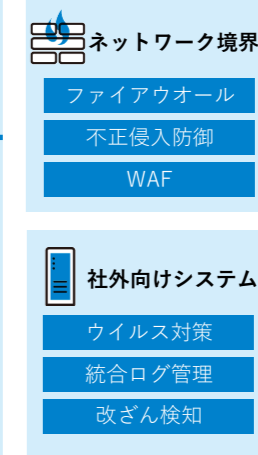 ネットワーク境界
ファイアウオール
不正侵入防御
WAF
社外向けシステム
ウイルス対策
統合ログ管理
改ざん検知